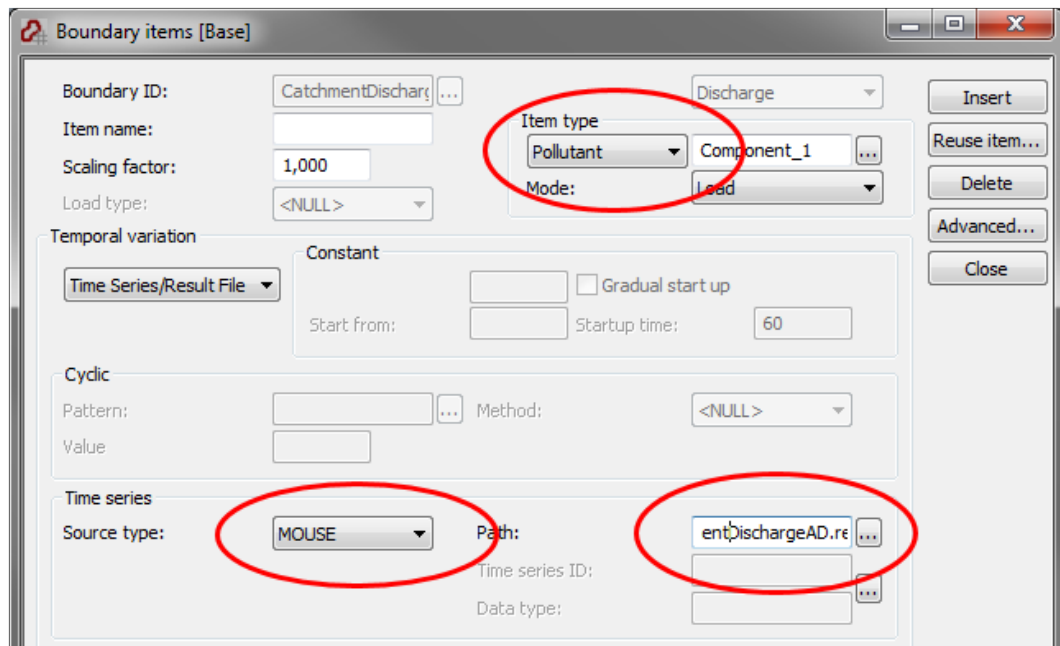 Boundary items [Base]
Boundary ID: CatchmentDischarg ... Discharge
Insert
Item name:
Item type
Pollutant Component_1 ...
Reuse item...
Scaling factor: 1,000
Mode: Load
Delete
Load type: <NULL>
Advanced...
Temporal variation
Constant
Close
Time Series/Result File
Gradual start up
Start from: Startup time: 60
Cyclic
Pattern: ... Method: <NULL>
Value
Time series
Source type: MOUSE Path: entDischargeAD.re ...
Time series ID:
...
Data type: